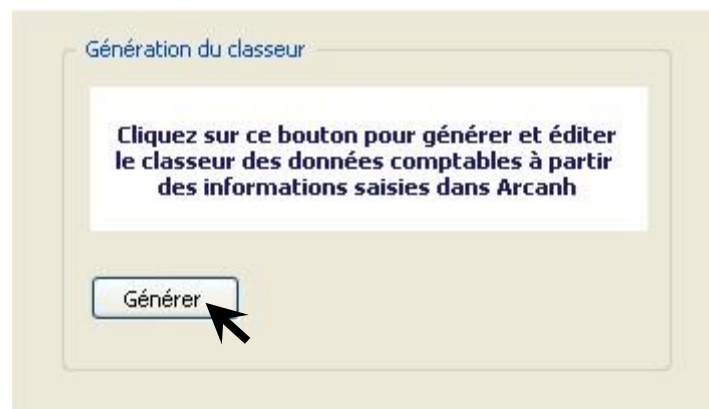 Génération du classeur
Cliquez sur ce bouton pour générer et éditer
le classeur des données comptables à partir
des informations saisies dans Arcanh
Générer